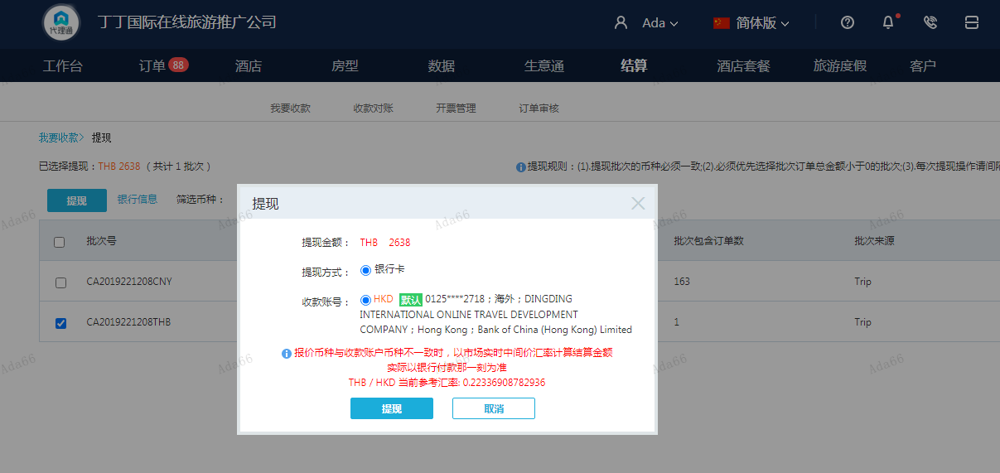 代理通
丁丁国际在线旅游推广公司
Ada
简体版
工作台
订单 88
酒店
房型
数据
生意通
结算
酒店套餐
旅游度假
客户
我要收款
收款对账
开票管理
订单审核
我要收款> 提现
已选择提现：THB 2638 （ 共计 1 批次 ）
提现规则：(1).提现批次的币种必须一致;(2).必须优先选择批次订单总金额小于0的批次;(3).每次提现操作请间隔
提现
银行信息
筛选币种：
批次号
批次包含订单数
批次来源
CA2019221208CNY
163
Trip
CA2019221208THB
1
Trip
提现
提现金额： THB 2638
提现方式： 银行卡
收款账号： HKD 默认 0125****2718；海外；DINGDING
INTERNATIONAL ONLINE TRAVEL DEVELOPMENT
COMPANY；Hong Kong；Bank of China (Hong Kong) Limited
报价币种与收款账户币种不一致时，以市场实时中间价汇率计算结算金额
实际以银行付款那一刻为准
THB / HKD 当前参考汇率: 0.22336908782936
提现
取消
Ada66
Ada66
Ada66
Ada66
Ada66
Ada66
Ada66
Ada66
Ada66